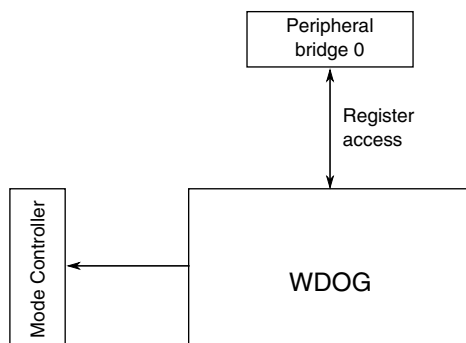 Peripheral
bridge 0
Register
access
Mode Controller
WDOG